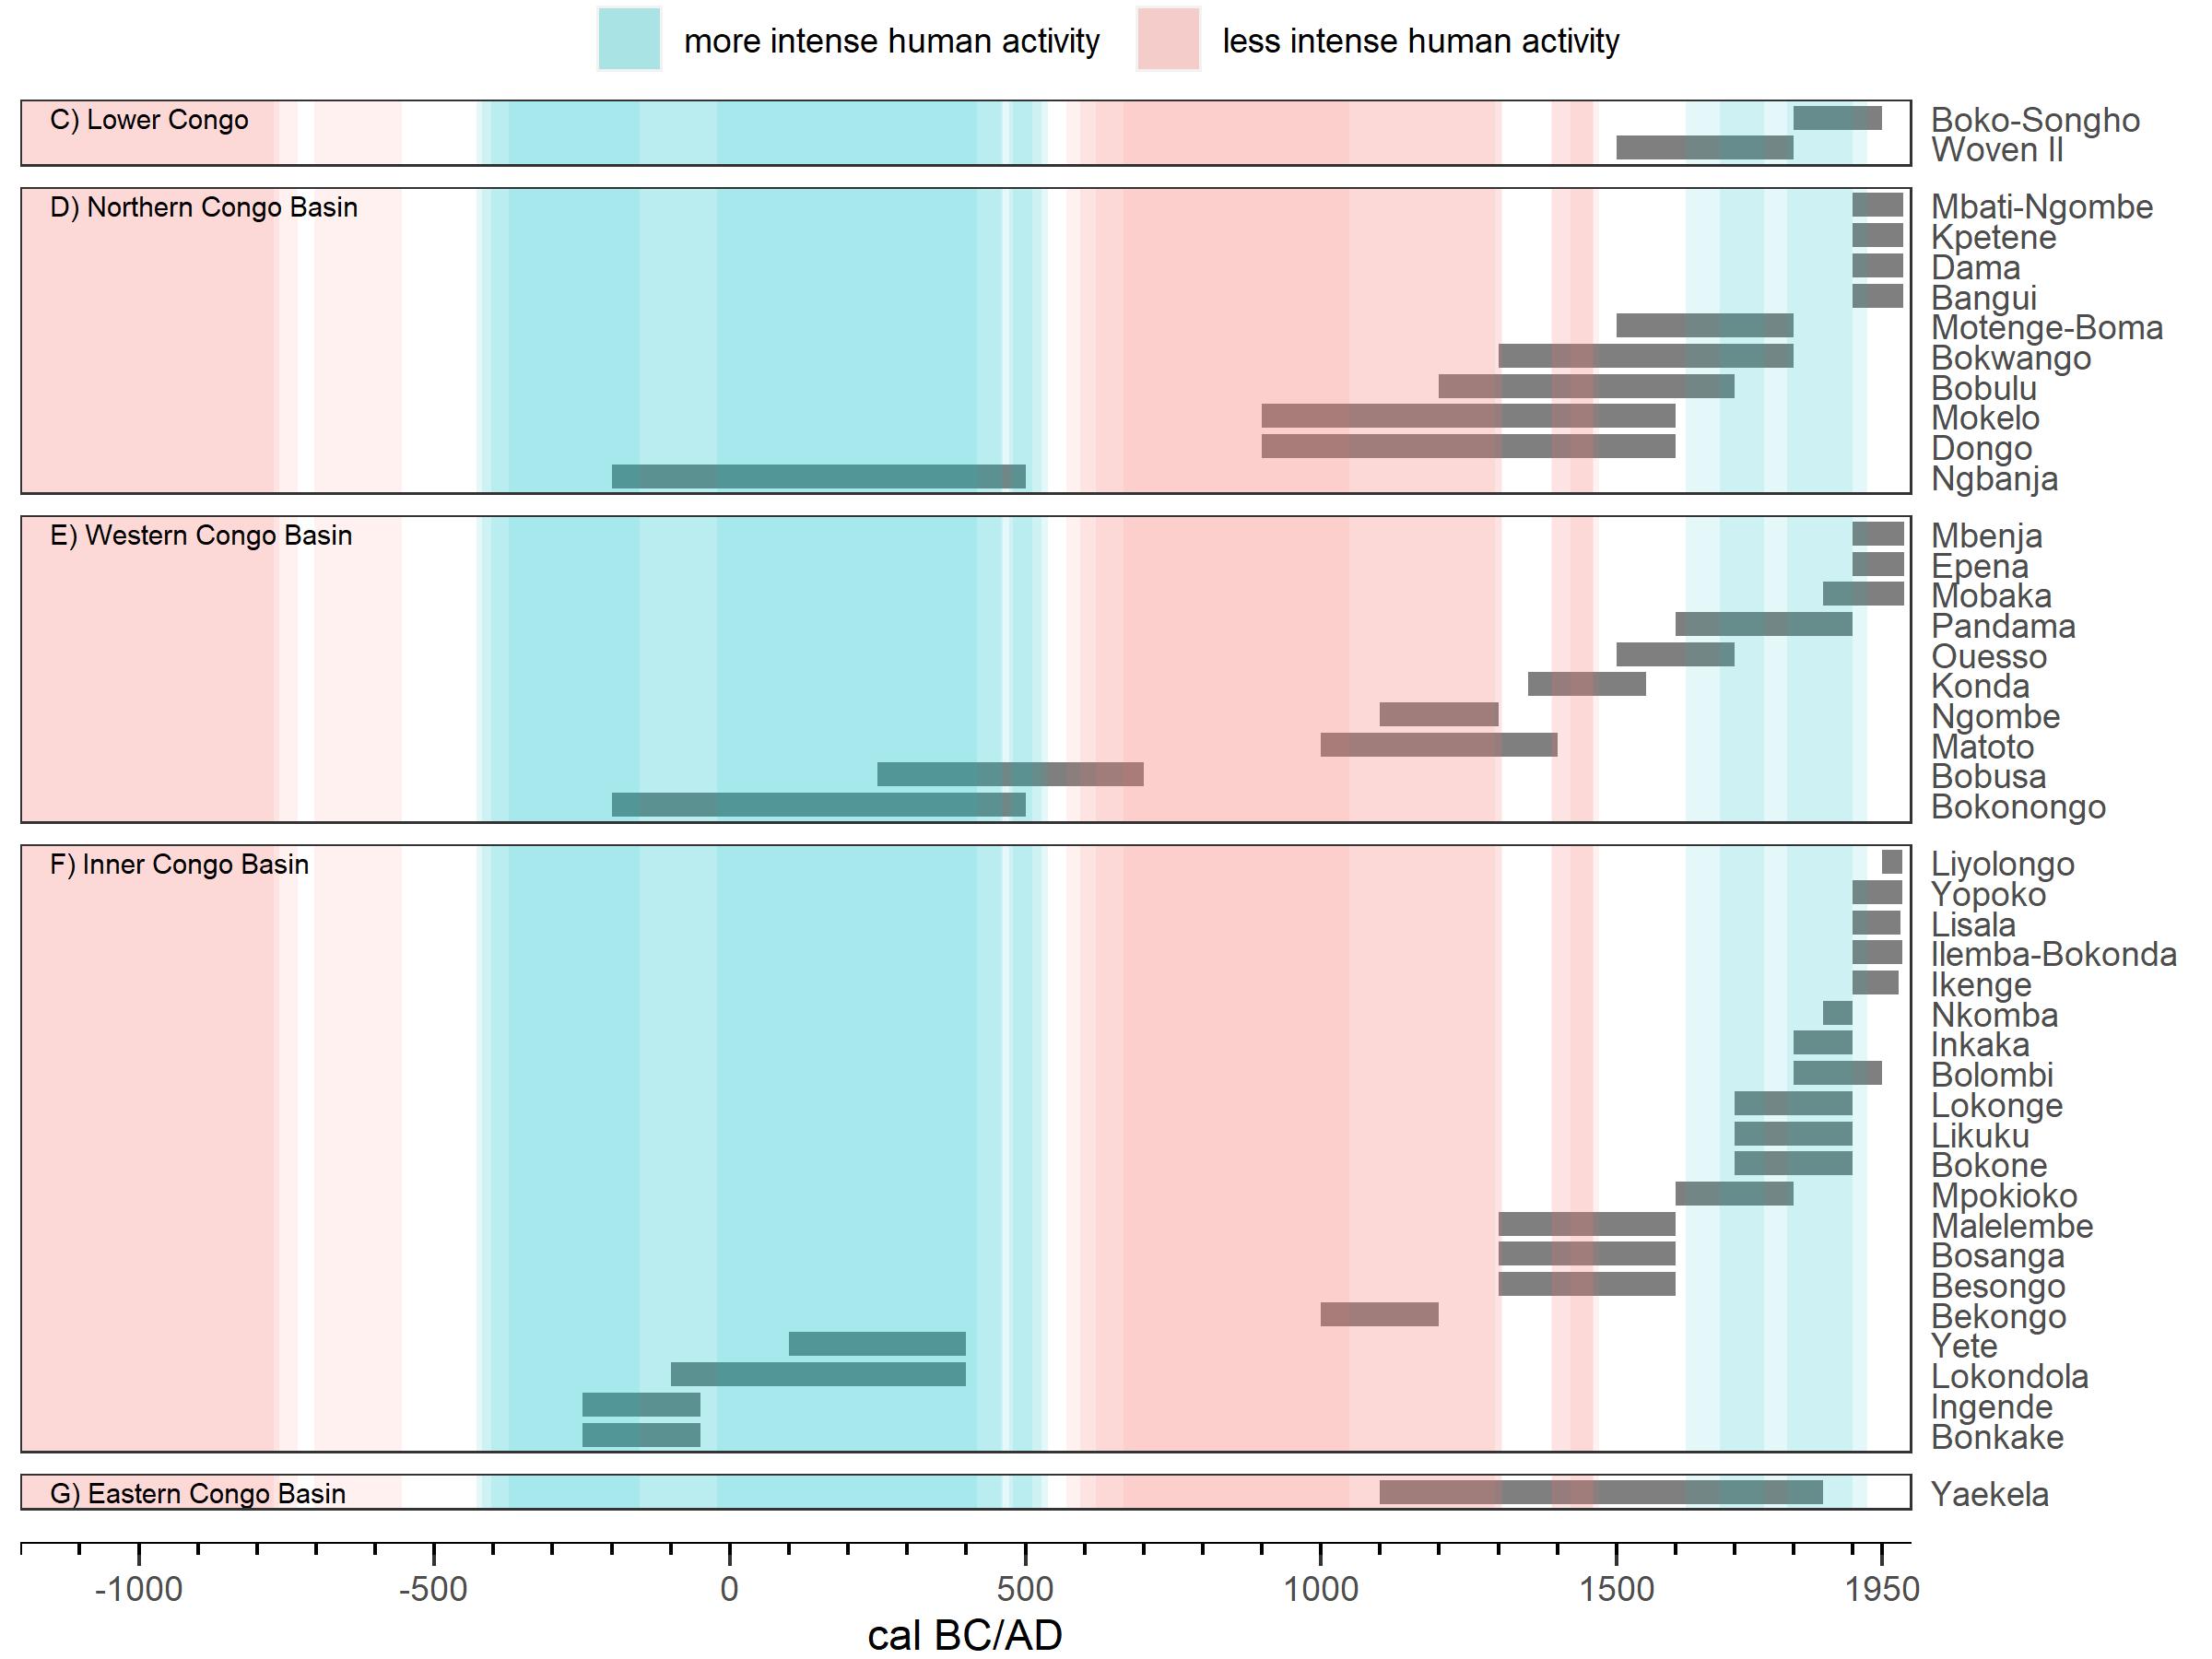 more intense human activity less intense human activity
C) Lower Congo
Boko-Songho
Woven II
D) Northern Congo Basin
Mbati-Ngombe
Kpetene
Dama
Bangui
Motenge-Boma
Bokwango
Bobulu
Mokelo
Dongo
Ngbanja
E) Western Congo Basin
Mbenja
Epena
Mobaka
Pandama
Ouesso
Konda
Ngombe
Matoto
Bobusa
Bokonongo
F) Inner Congo Basin
Liyolongo
Yopoko
Lisala
Ilemba-Bokonda
Ikenge
Nkomba
Inkaka
Bolombi
Lokonge
Likuku
Bokone
Mpokioko
Malelembe
Bosanga
Besongo
Bekongo
Yete
Lokondola
Ingende
Bonkake
G) Eastern Congo Basin
Yaekela
-1000 -500 0 500 1000 1500 1950
cal BC/AD